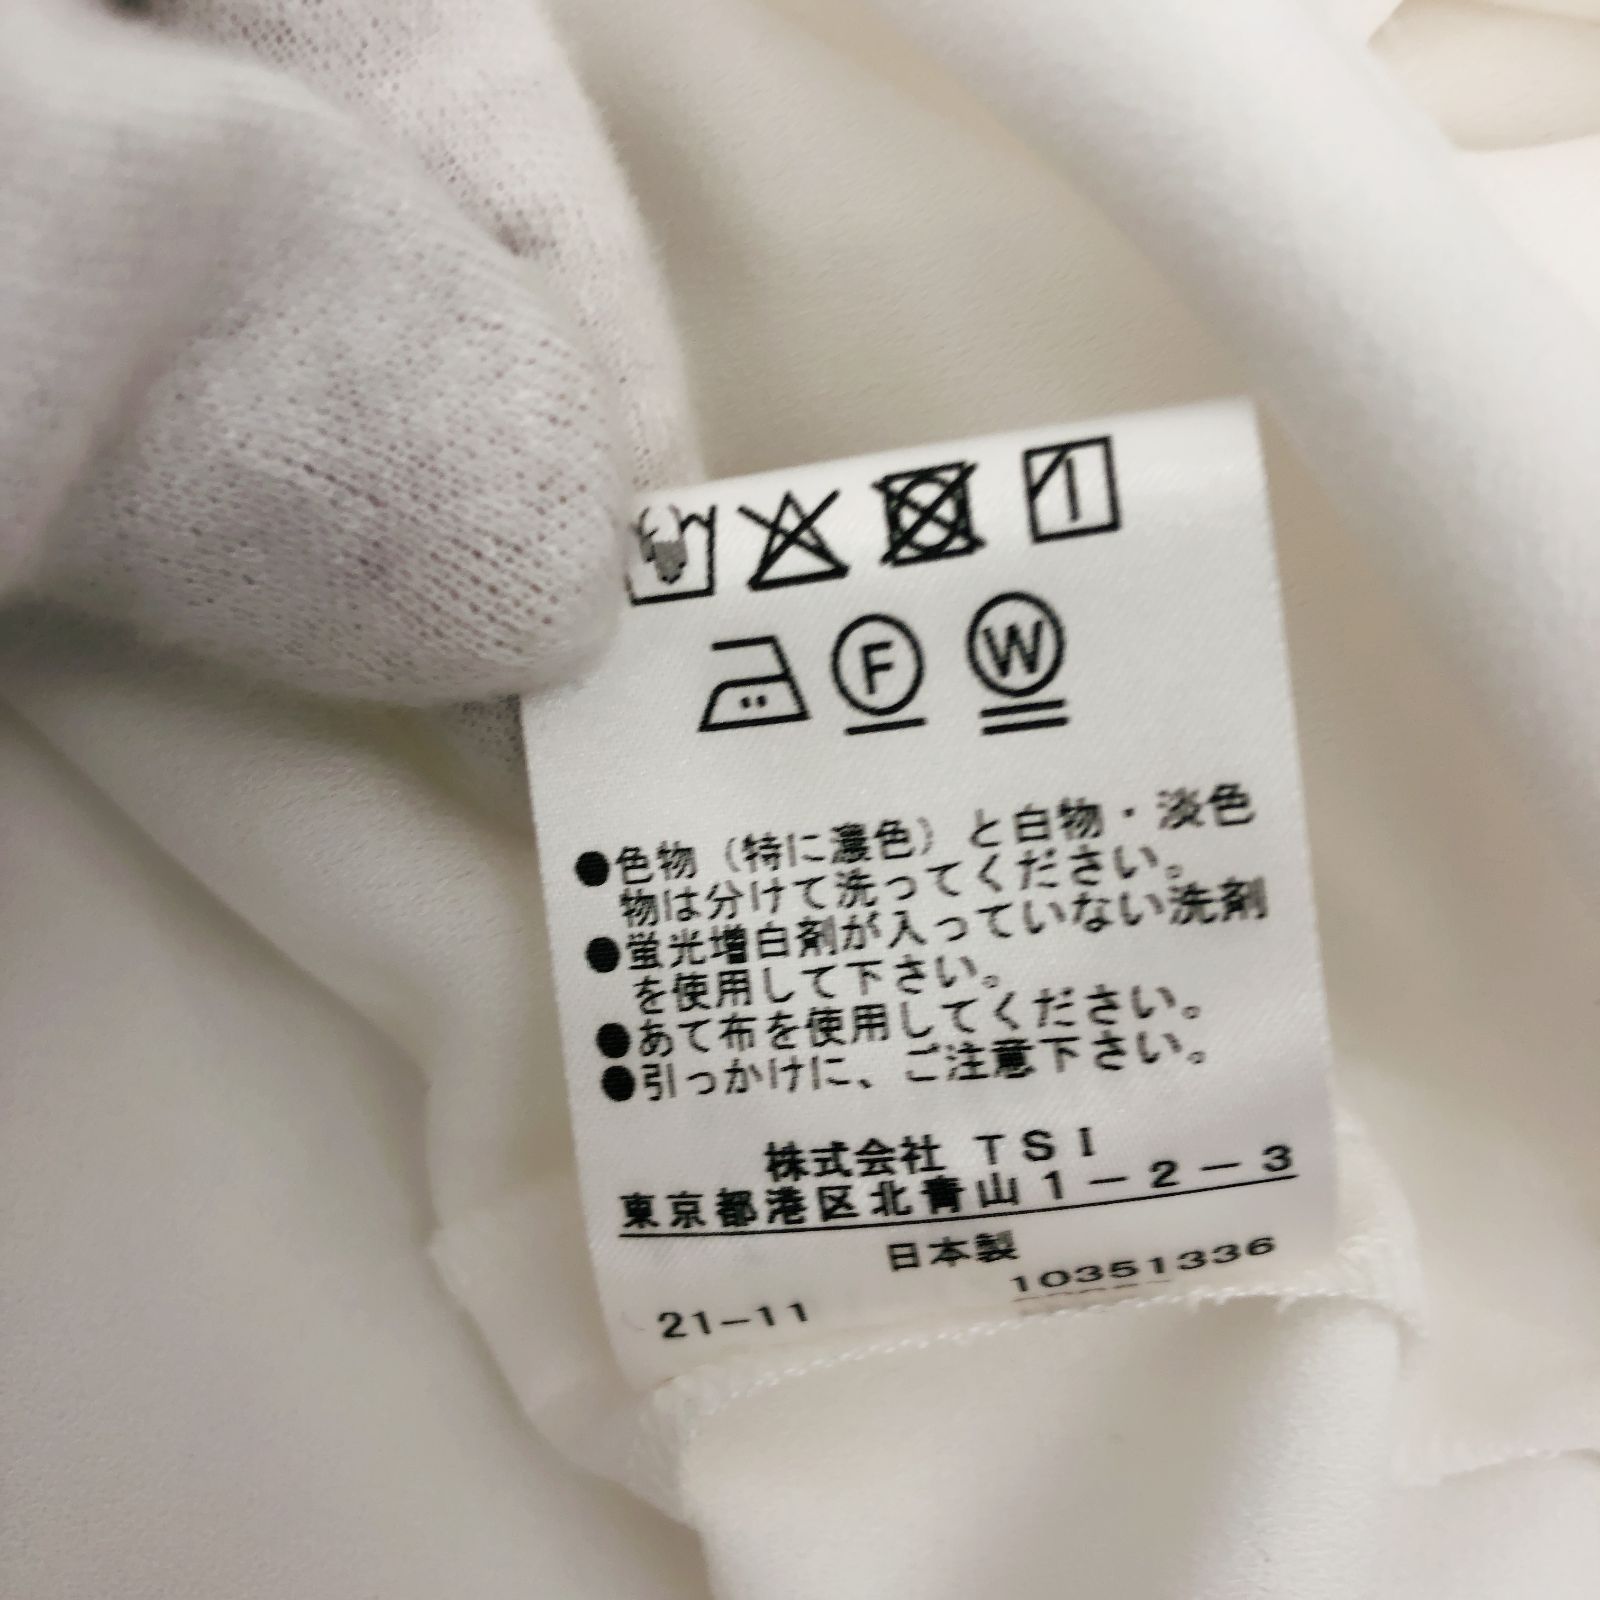 F W
●色物（特に濃色）と白物・淡色
物は分けて洗ってください。
●蛍光増白剤が入っていない洗剤
を使用して下さい。
●あて布を使用してください。
●引っかけに、ご注意下さい。
株式会社 TSI
東京都港区北青山1-2-3
日本製
10351336
21-11